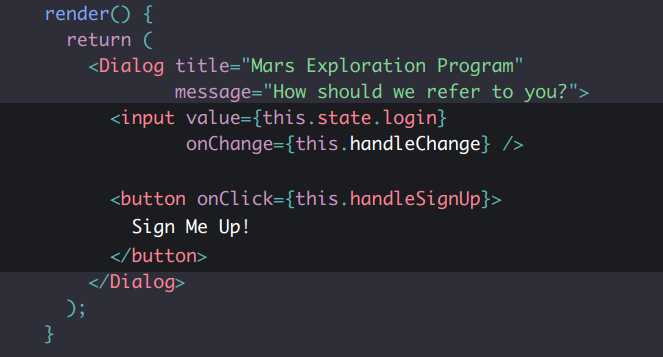 render() {
  return (
    <Dialog title="Mars Exploration Program"
            message="How should we refer to you?">
      <input value={this.state.login}
             onChange={this.handleChange} />
      <button onClick={this.handleSignUp}>
        Sign Me Up!
      </button>
    </Dialog>
  );
}